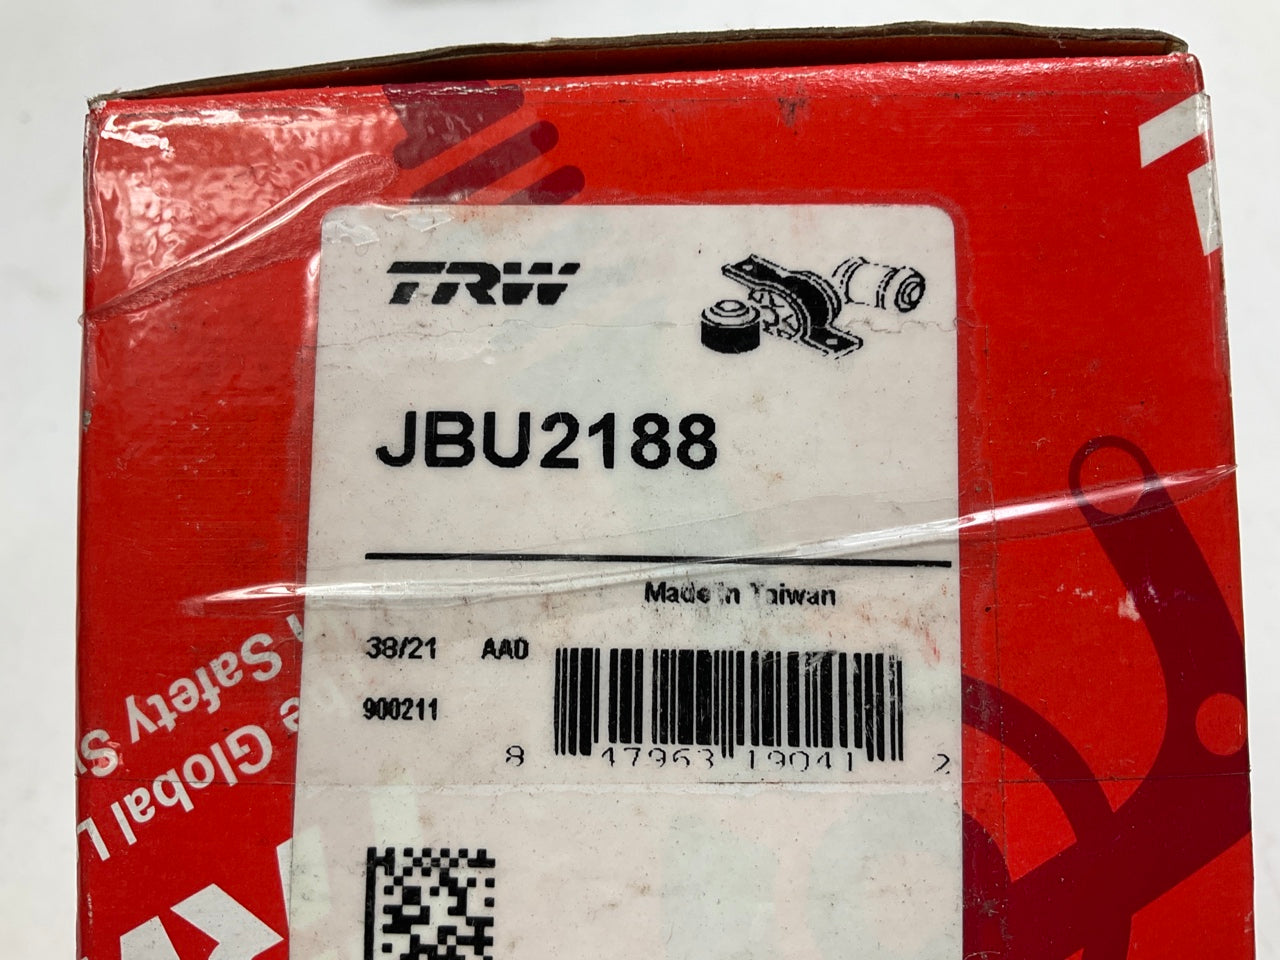 TRW
JBU2188
Made in Taiwan
38/21 AA0
900211
8 47963 19041 2
Global
Safety